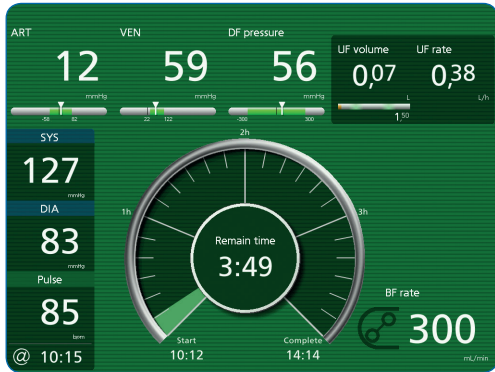 ART VEN DF pressure UF volume UF rate
12 59 56 0,07 0,38
mmHg mmHg mmHg L L/h
-58 82 22 122 -300 300 1,50
SYS
127
mmHg
DIA
83
mmHg
Pulse
85
bpm
@ 10:15
1h
2h
3h
Remain time
3:49
Start
10:12
Complete
14:14
BF rate
300
mL/min